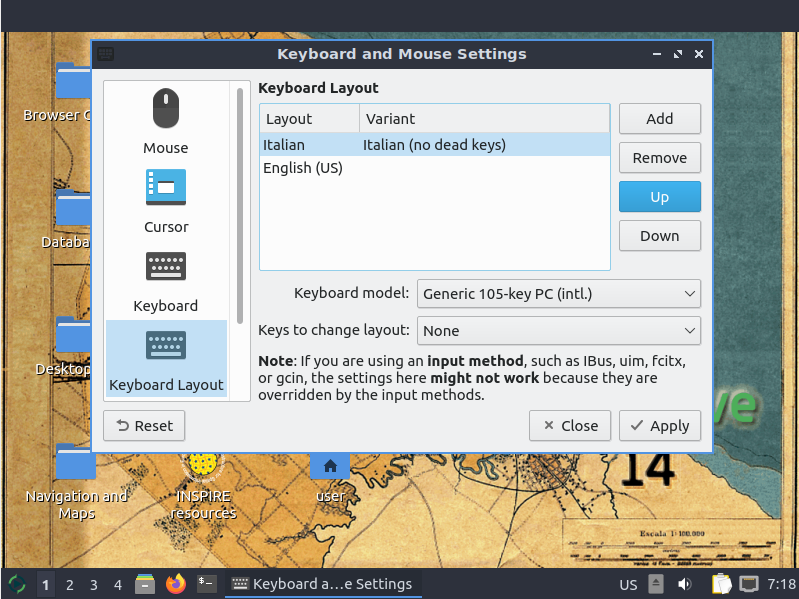 Keyboard and Mouse Settings
Browser C
Databa
Desktop
Mouse
Cursor
Keyboard
Keyboard Layout
Keyboard Layout
Layout Variant
Italian Italian (no dead keys)
English (US)
Add
Remove
Up
Down
Keyboard model: Generic 105-key PC (intl.)
Keys to change layout: None
Note: If you are using an input method, such as IBus, uim, fcitx,
or gcin, the settings here might not work because they are
overridden by the input methods.
Reset
Close
Apply
ve
14
Navigation and
Maps
INSPIRE
resources
user
Escala 1:100.000
1 2 3 4
Keyboard a...e Settings
US
7:18